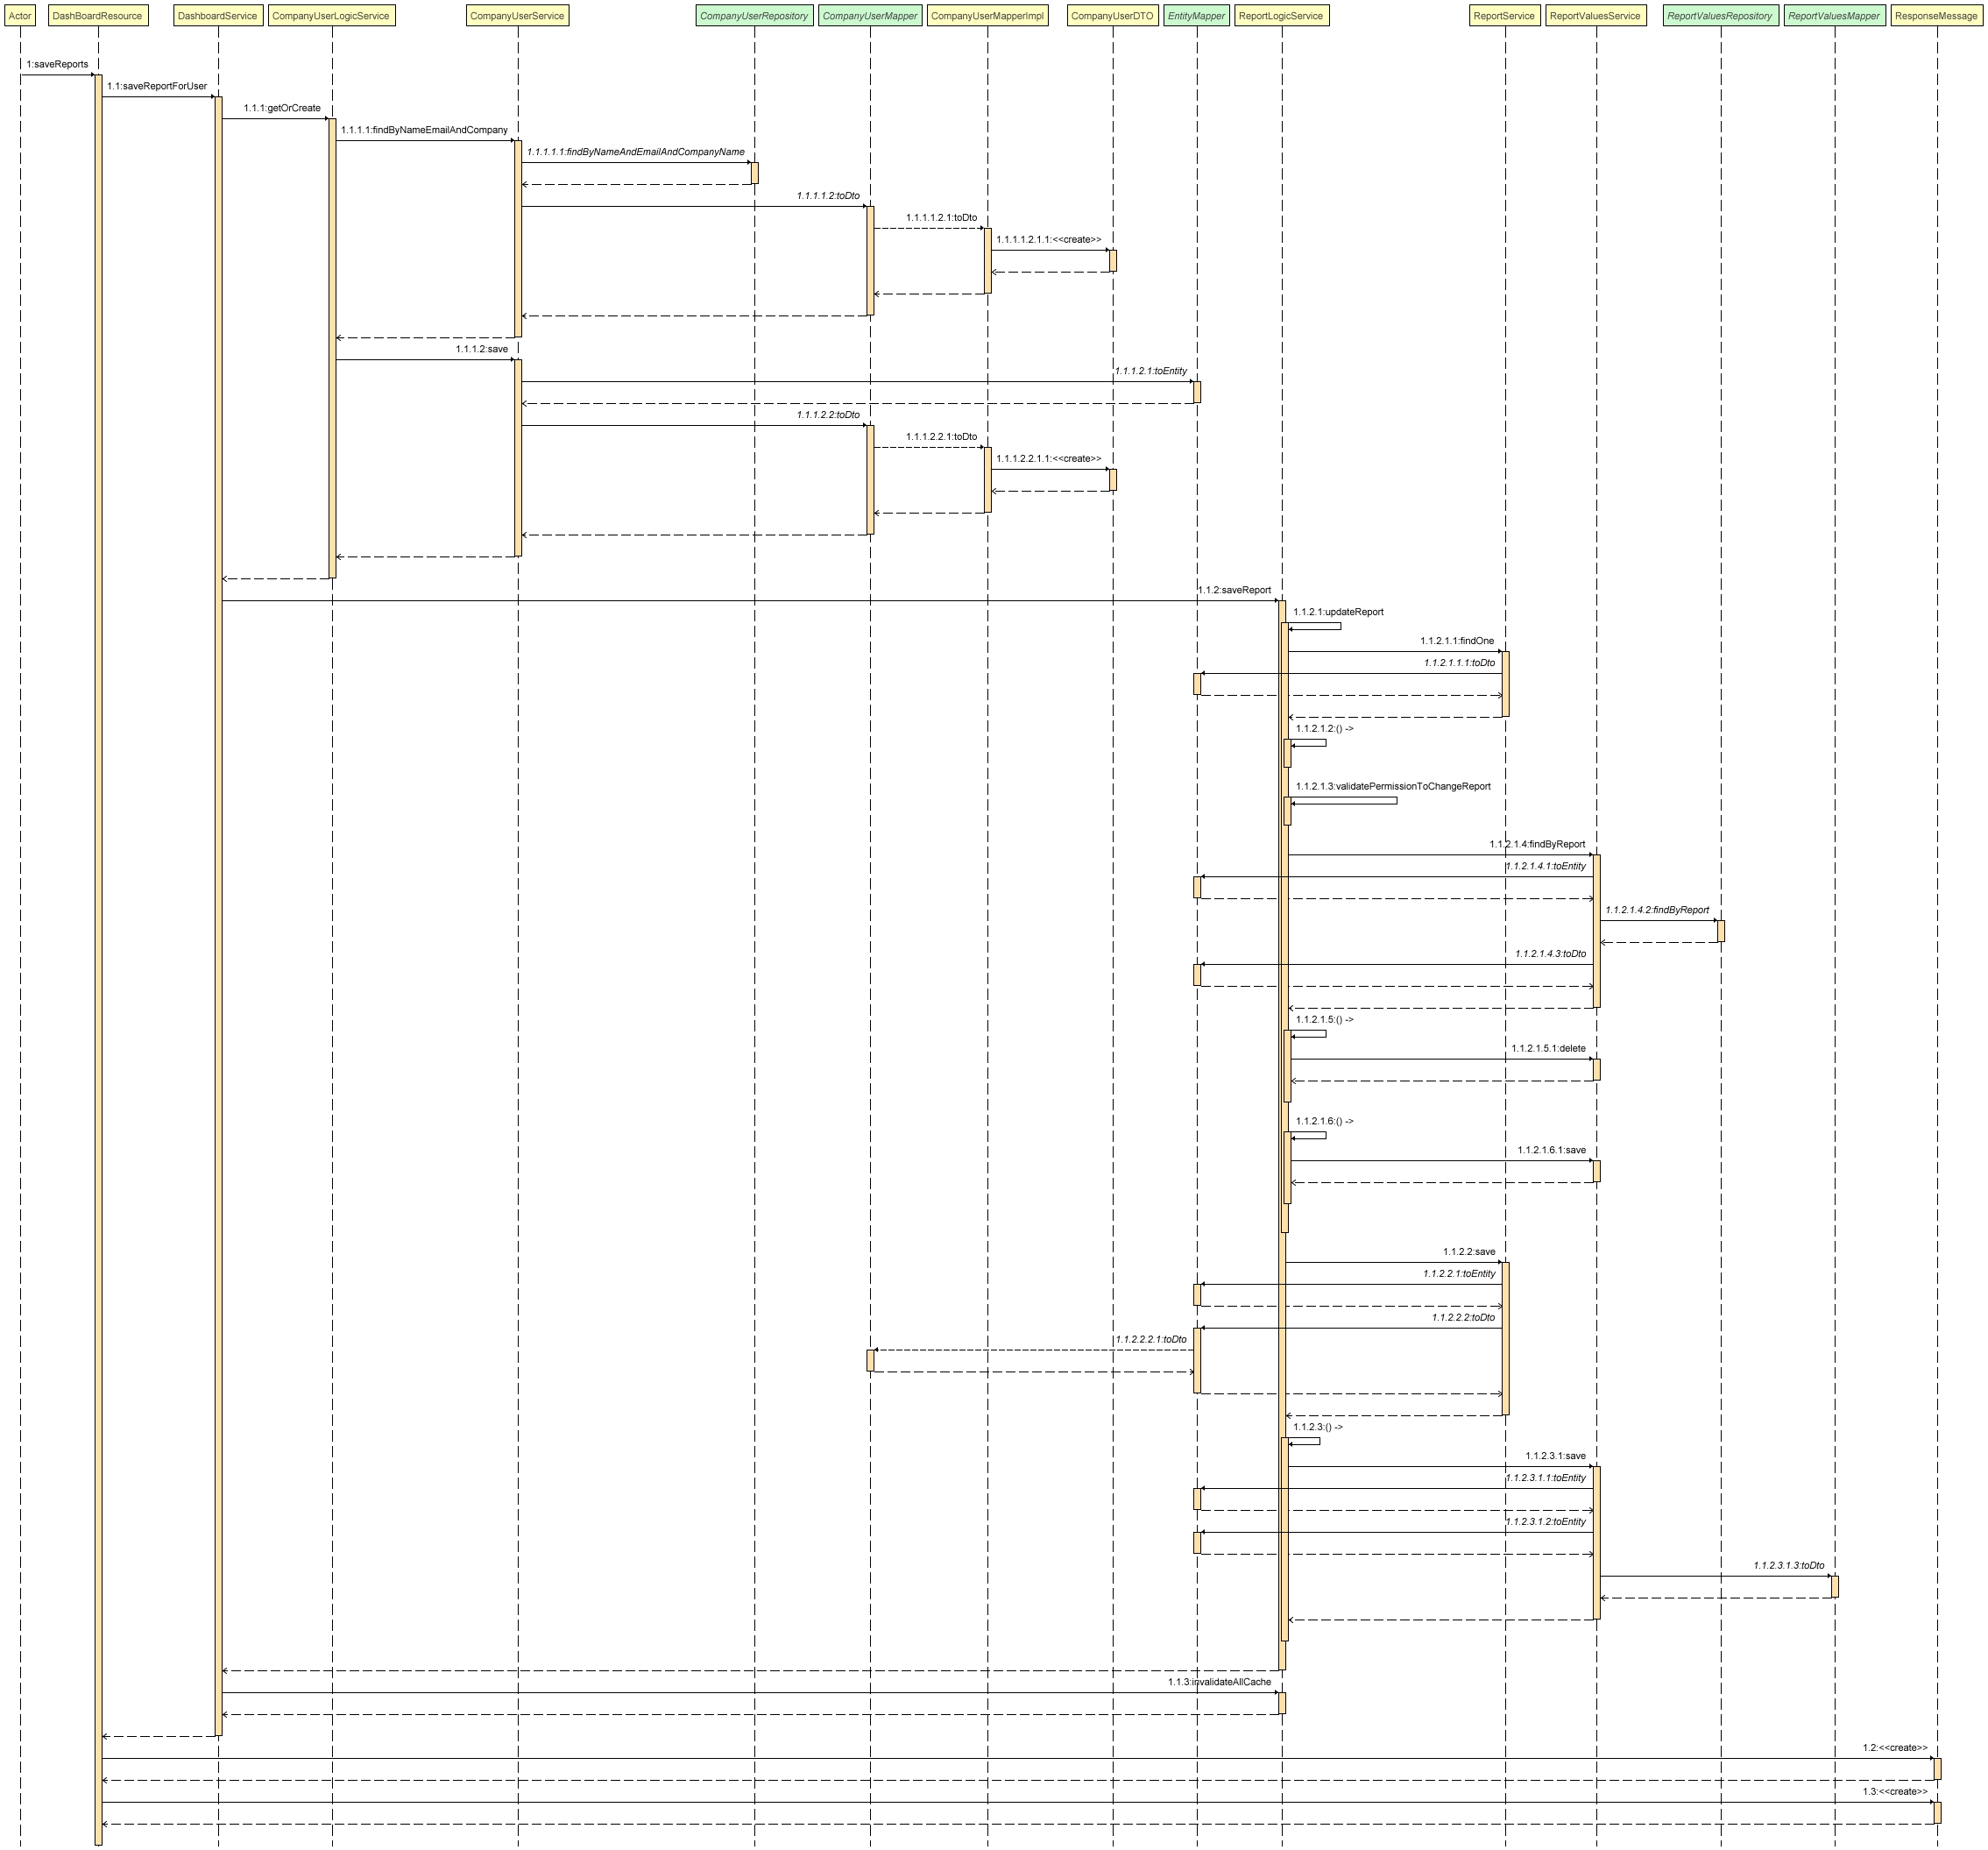 Actor
DashBoardResource
DashboardService
CompanyUserLogicService
CompanyUserService
CompanyUserRepository
CompanyUserMapper
CompanyUserMapperImpl
CompanyUserDTO
EntityMapper
ReportLogicService
ReportService
ReportValuesService
ReportValuesRepository
ReportValuesMapper
ResponseMessage
1:saveReports
1.1:saveReportForUser
1.1.1:getOrCreate
1.1.1.1:findByNameEmailAndCompany
1.1.1.1.1:findByNameAndEmailAndCompanyName
1.1.1.1.2:toDto
1.1.1.1.2.1:toDto
1.1.1.1.2.1.1:<<create>>
1.1.1.2:save
1.1.1.2.1:toEntity
1.1.1.2.2:toDto
1.1.1.2.2.1:toDto
1.1.1.2.2.1.1:<<create>>
1.1.2:saveReport
1.1.2.1:updateReport
1.1.2.1.1:findOne
1.1.2.1.1.1:toDto
1.1.2.1.2:() ->
1.1.2.1.3:validatePermissionToChangeReport
1.1.2.1.4:findByReport
1.1.2.1.4.1:toEntity
1.1.2.1.4.2:findByReport
1.1.2.1.4.3:toDto
1.1.2.1.5:() ->
1.1.2.1.5.1:delete
1.1.2.1.6:() ->
1.1.2.1.6.1:save
1.1.2.2:save
1.1.2.2.1:toEntity
1.1.2.2.2:toDto
1.1.2.2.2.1:toDto
1.1.2.3:() ->
1.1.2.3.1:save
1.1.2.3.1.1:toEntity
1.1.2.3.1.2:toEntity
1.1.2.3.1.3:toDto
1.1.3:invalidateAllCache
1.2:<<create>>
1.3:<<create>>